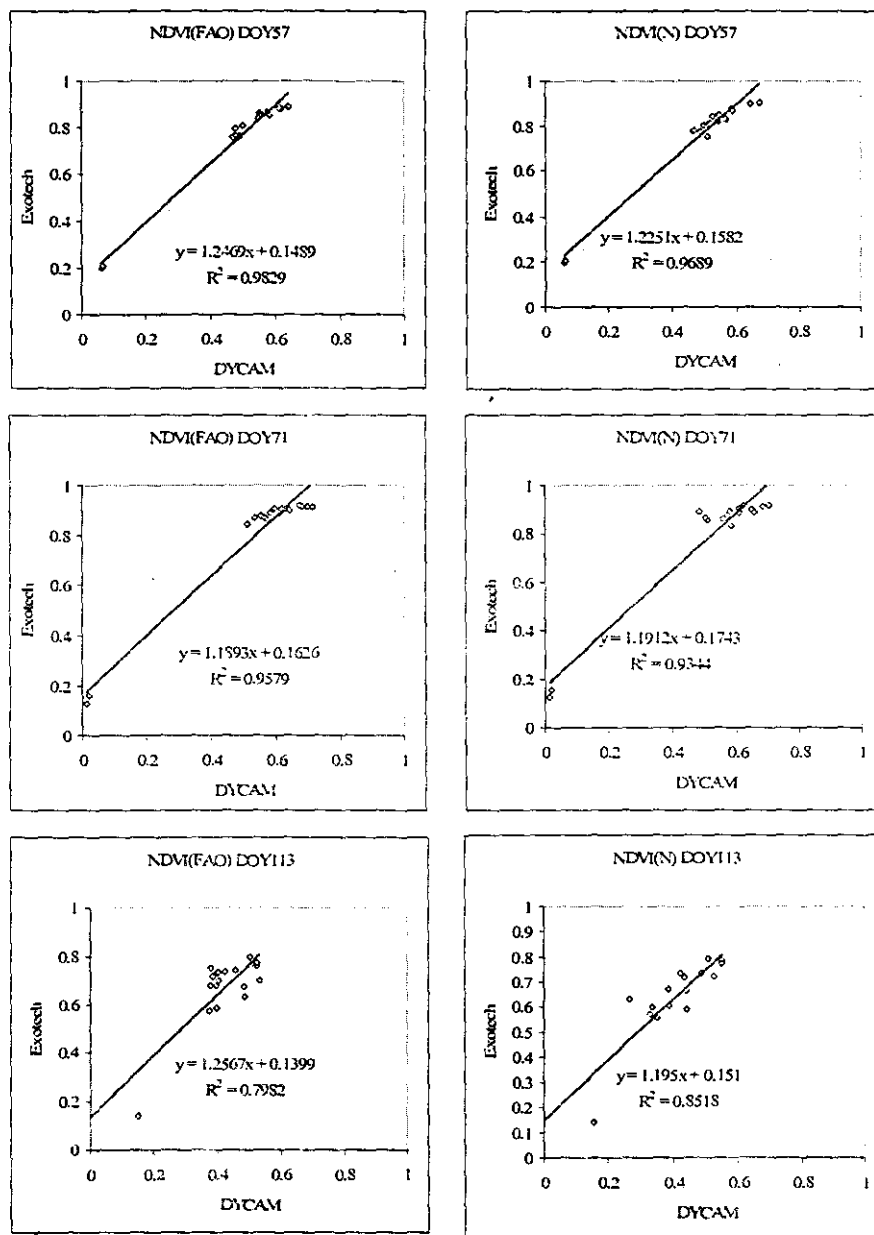 NDVI(FAO) DOY57
1
0.8
0.6
0.4
0.2
0
Exotech
y = 1.2469x + 0.1489
R² = 0.9829
0 0.2 0.4 0.6 0.8 1
DYCAM
NDVI(N) DOY57
1
0.8
0.6
0.4
0.2
0
Exotech
y = 1.2251x + 0.1582
R² = 0.9689
0 0.2 0.4 0.6 0.8 1
DYCAM
NDVI(FAO) DOY71
1
0.8
0.6
0.4
0.2
0
Exotech
y = 1.1893x + 0.1626
R² = 0.9579
0 0.2 0.4 0.6 0.8 1
DYCAM
NDVI(N) DOY71
1
0.8
0.6
0.4
0.2
0
Exotech
y = 1.1912x + 0.1743
R² = 0.9344
0 0.2 0.4 0.6 0.8 1
DYCAM
NDVI(FAO) DOY113
1
0.8
0.6
0.4
0.2
0
Exotech
y = 1.2567x + 0.1399
R² = 0.7982
0 0.2 0.4 0.6 0.8 1
DYCAM
NDVI(N) DOY113
1
0.9
0.8
0.7
0.6
0.5
0.4
0.3
0.2
0.1
0
Exotech
y = 1.195x + 0.151
R² = 0.8518
0 0.2 0.4 0.6 0.8 1
DYCAM